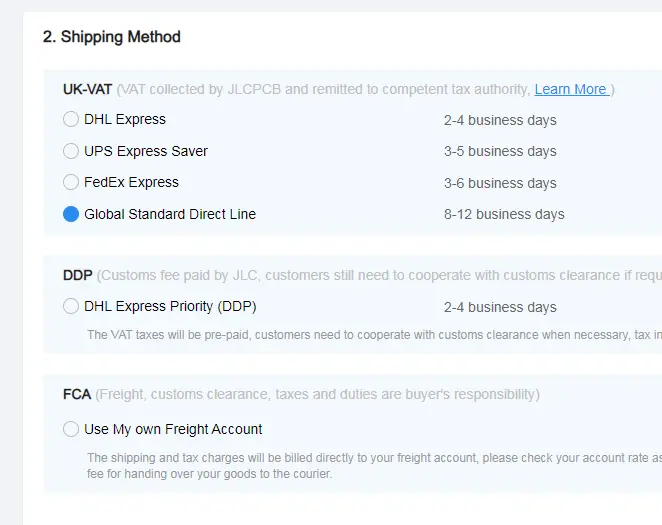 2. Shipping Method
UK-VAT (VAT collected by JLCPCB and remitted to competent tax authority, Learn More )
DHL Express 2-4 business days
UPS Express Saver 3-5 business days
FedEx Express 3-6 business days
Global Standard Direct Line 8-12 business days
DDP (Customs fee paid by JLC, customers still need to cooperate with customs clearance if requ
DHL Express Priority (DDP) 2-4 business days
The VAT taxes will be pre-paid, customers need to cooperate with customs clearance when necessary, tax in
FCA (Freight, customs clearance, taxes and duties are buyer's responsibility)
Use My own Freight Account
The shipping and tax charges will be billed directly to your freight account, please check your account rate as
fee for handing over your goods to the courier.